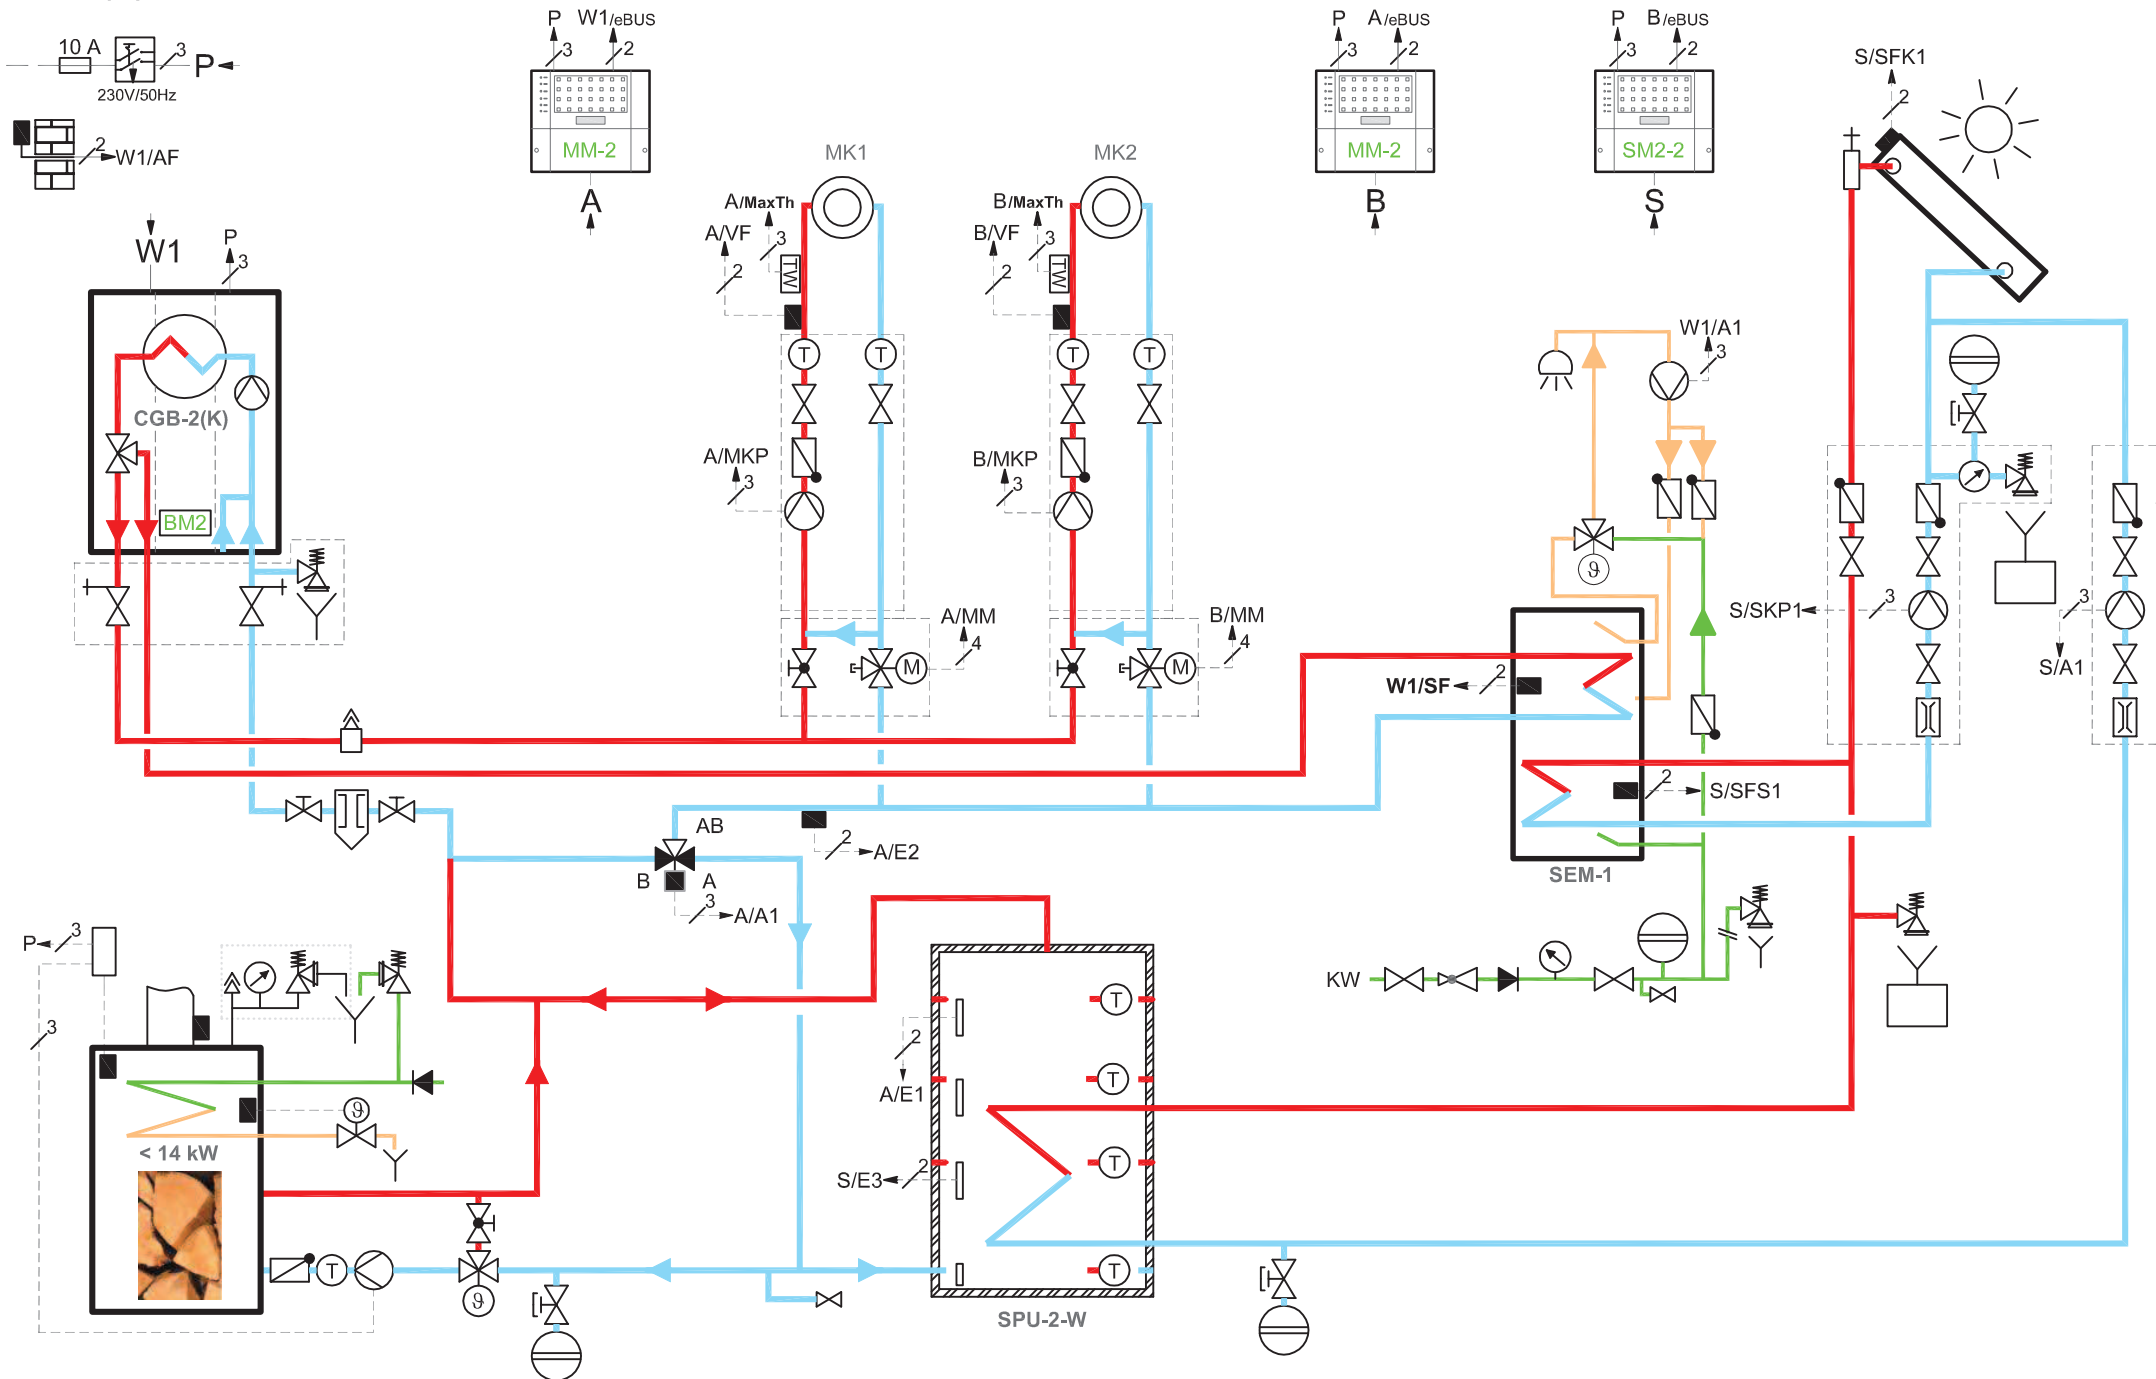 P W1/eBUS
3 2
P A/eBUS
3 2
P B/eBUS
3 2
10 A
3 P
230V/50Hz
S/SFK1
2
2 W1/AF
MM-2
A
MM-2
B
SM2-2
S
MK1
MK2
W1
P
3
A/MaxTh
3
A/VF
2
TW
B/MaxTh
3
B/VF
2
TW
W1/A1
3
T T
T T
CGB-2(K)
BM2
A/MKP
3
B/MKP
3
ϑ
S/SKP1 3
3
S/A1
A/MM
4
M
B/MM
4
M
W1/SF 2
2 S/SFS1
SEM-1
AB
B A
2 A/E2
3 A/A1
P 3
3
KW
2
A/E1
T
T
T
T
S/E3 2
ϑ
< 14 kW
T
ϑ
SPU-2-W